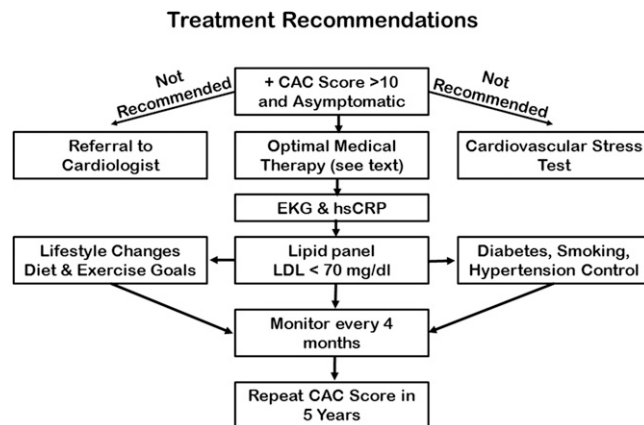 Treatment Recommendations
+ CAC Score >10
and Asymptomatic
Not
Recommended
Not
Recommended
Referral to
Cardiologist
Optimal Medical
Therapy (see text)
Cardiovascular Stress
Test
EKG & hsCRP
Lifestyle Changes
Diet & Exercise Goals
Lipid panel
LDL < 70 mg/dl
Diabetes, Smoking,
Hypertension Control
Monitor every 4
months
Repeat CAC Score in
5 Years